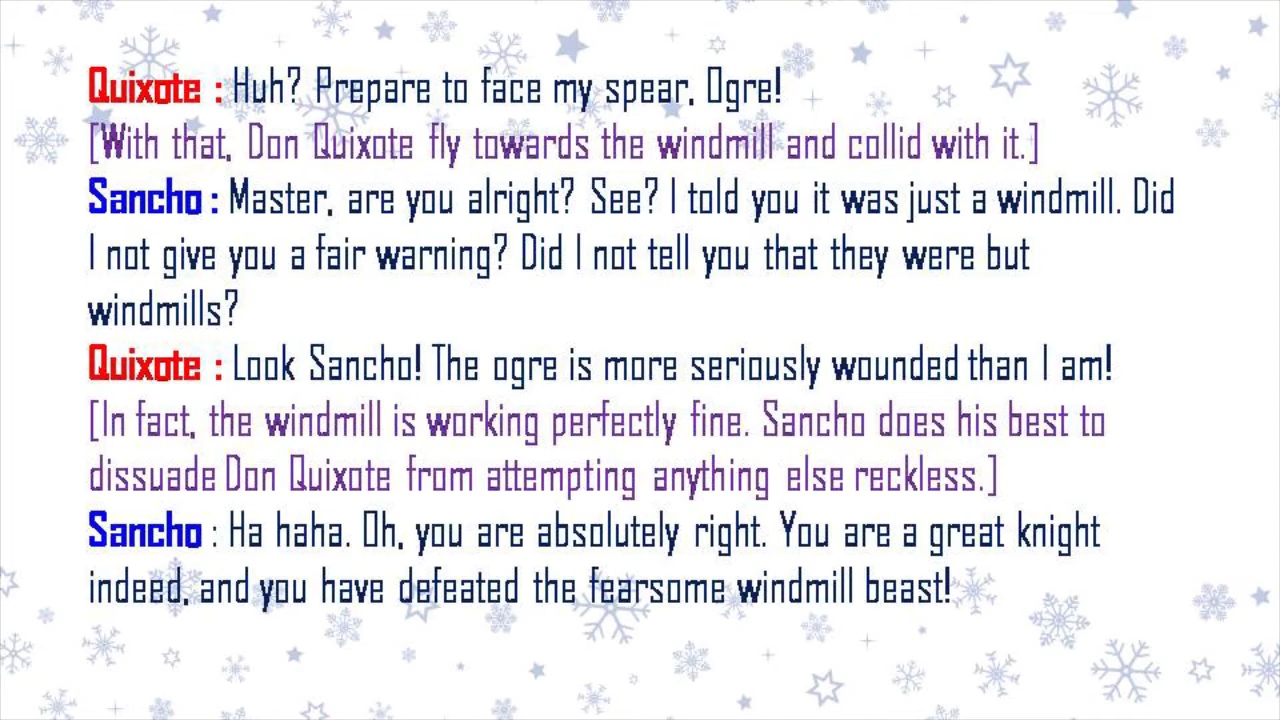 Quixote : Huh? Prepare to face my spear, Ogre!
[With that, Don Quixote fly towards the windmill and collid with it.]
Sancho : Master, are you alright? See? I told you it was just a windmill. Did
I not give you a fair warning? Did I not tell you that they were but
windmills?
Quixote : Look Sancho! The ogre is more seriously wounded than I am!
[In fact, the windmill is working perfectly fine. Sancho does his best to
dissuade Don Quixote from attempting anything else reckless.]
Sancho : Ha haha. Oh, you are absolutely right. You are a great knight
indeed, and you have defeated the fearsome windmill beast!